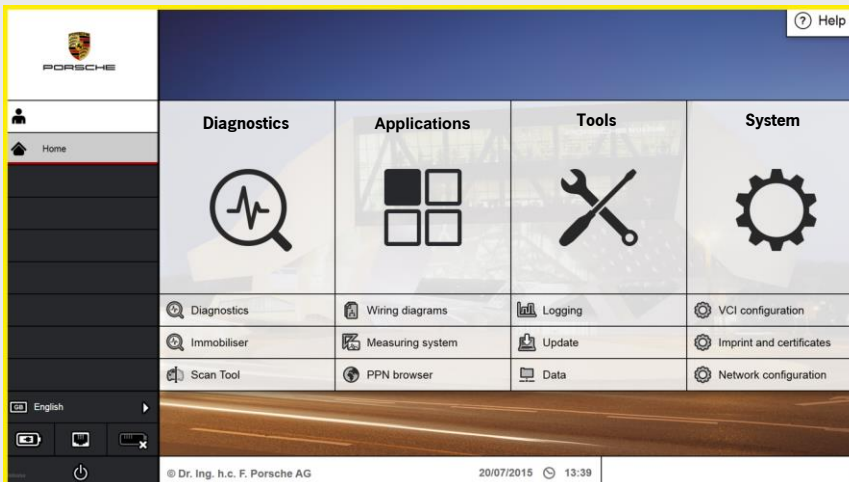 Help
PORSCHE
Home
Diagnostics Applications Tools System
Diagnostics Wiring diagrams Logging VCI configuration
Immobiliser Measuring system Update Imprint and certificates
Scan Tool PPN browser Data Network configuration
GB English
© Dr. Ing. h.c. F. Porsche AG 20/07/2015 13:39